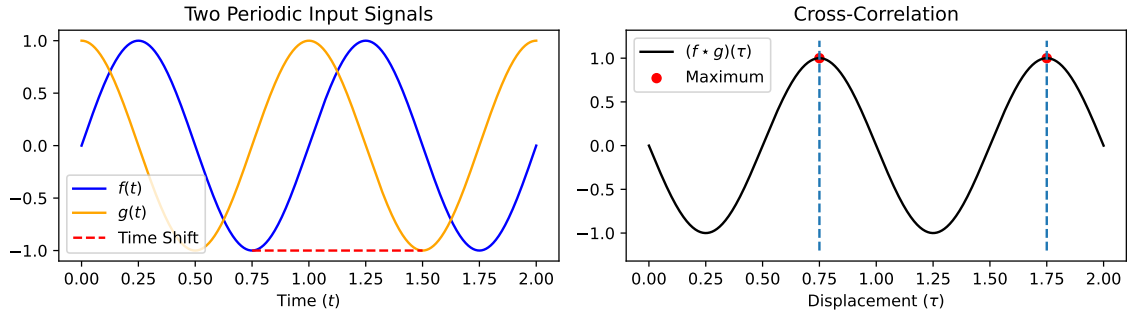 Two Periodic Input Signals
1.0
0.5
0.0
−0.5
−1.0
f(t)
g(t)
Time Shift
0.00 0.25 0.50 0.75 1.00 1.25 1.50 1.75 2.00
Time (t)
Cross-Correlation
1.0
0.5
0.0
−0.5
−1.0
(f ⋆ g)(τ)
Maximum
0.00 0.25 0.50 0.75 1.00 1.25 1.50 1.75 2.00
Displacement (τ)